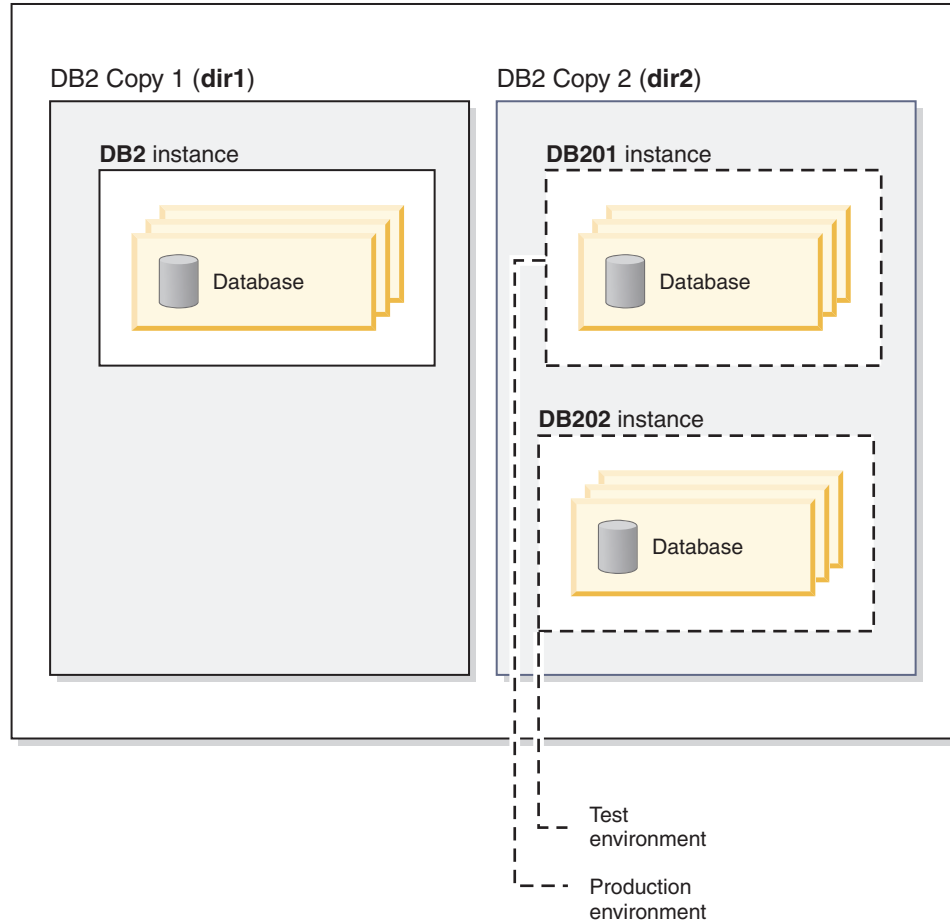 DB2 Copy 1 (dir1)
DB2 instance
Database
DB2 Copy 2 (dir2)
DB201 instance
Database
DB202 instance
Database
Test
environment
Production
environment